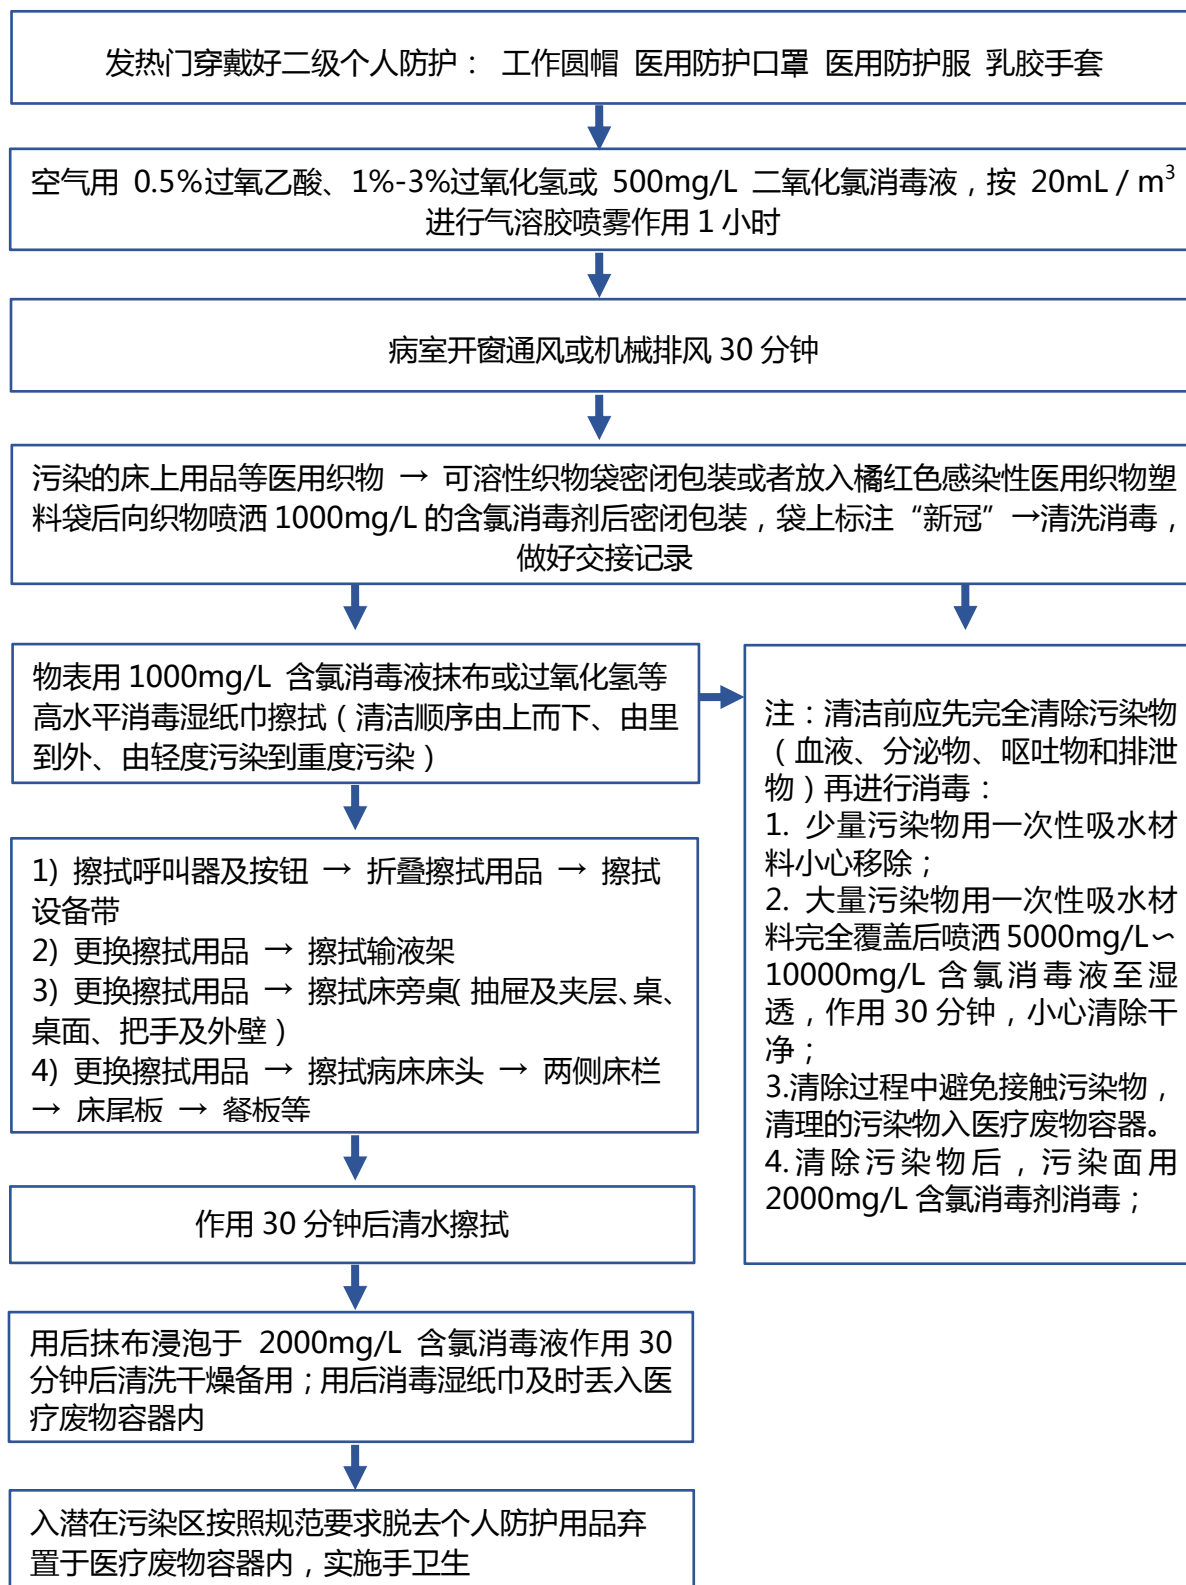 发热门穿戴好二级个人防护： 工作圆帽 医用防护口罩 医用防护服 乳胶手套
空气用 0.5%过氧乙酸、1%-3%过氧化氢或 500mg/L 二氧化氯消毒液，按 20mL / m³
进行气溶胶喷雾作用 1 小时
病室开窗通风或机械排风 30 分钟
污染的床上用品等医用织物 → 可溶性织物袋密闭包装或者放入橘红色感染性医用织物塑
料袋后向织物喷洒 1000mg/L 的含氯消毒剂后密闭包装，袋上标注“新冠”→清洗消毒，
做好交接记录
物表用 1000mg/L 含氯消毒液抹布或过氧化氢等
高水平消毒湿纸巾擦拭（清洁顺序由上而下、由里
到外、由轻度污染到重度污染）
1) 擦拭呼叫器及按钮 → 折叠擦拭用品 → 擦拭
设备带
2) 更换擦拭用品 → 擦拭输液架
3) 更换擦拭用品 → 擦拭床旁桌（抽屉及夹层、桌、
桌面、把手及外壁）
4) 更换擦拭用品 → 擦拭病床床头 → 两侧床栏
→ 床尾板 → 餐板等
作用 30 分钟后清水擦拭
用后抹布浸泡于 2000mg/L 含氯消毒液作用 30
分钟后清洗干燥备用；用后消毒湿纸巾及时丢入医
疗废物容器内
入潜在污染区按照规范要求脱去个人防护用品弃
置于医疗废物容器内，实施手卫生
注：清洁前应先完全清除污染物
（血液、分泌物、呕吐物和排泄
物）再进行消毒：
1. 少量污染物用一次性吸水材
料小心移除；
2. 大量污染物用一次性吸水材
料完全覆盖后喷洒 5000mg/L～
10000mg/L 含氯消毒液至湿
透，作用 30 分钟，小心清除干
净；
3.清除过程中避免接触污染物，
清理的污染物入医疗废物容器。
4.清除污染物后，污染面用
2000mg/L 含氯消毒剂消毒；